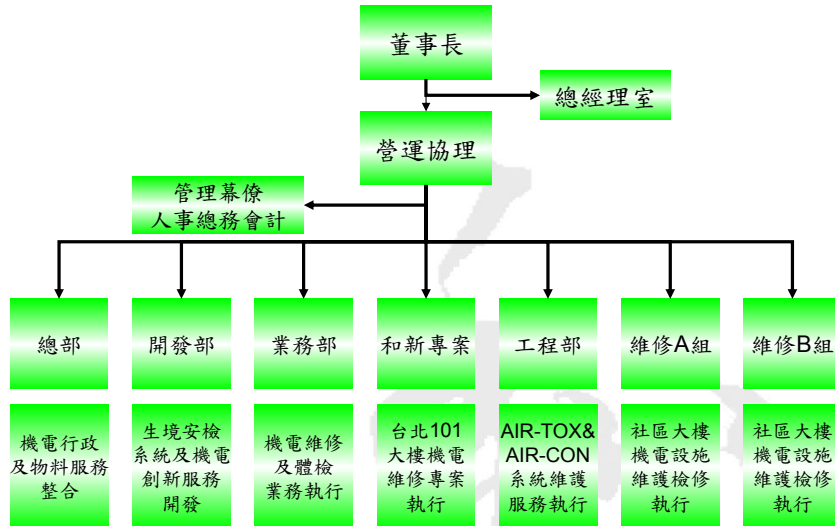 董事長
總經理室
營運協理
管理幕僚
人事總務會計
總部
開發部
業務部
和新專案
工程部
維修A組
維修B組
機電行政
及物料服務
整合
生境安檢
系統及機電
創新服務
開發
機電維修
及體檢
業務執行
台北101
大樓機電
維修專案
執行
AIR-TOX&
AIR-CON
系統維護
服務執行
社區大樓
機電設施
維護檢修
執行
社區大樓
機電設施
維護檢修
執行